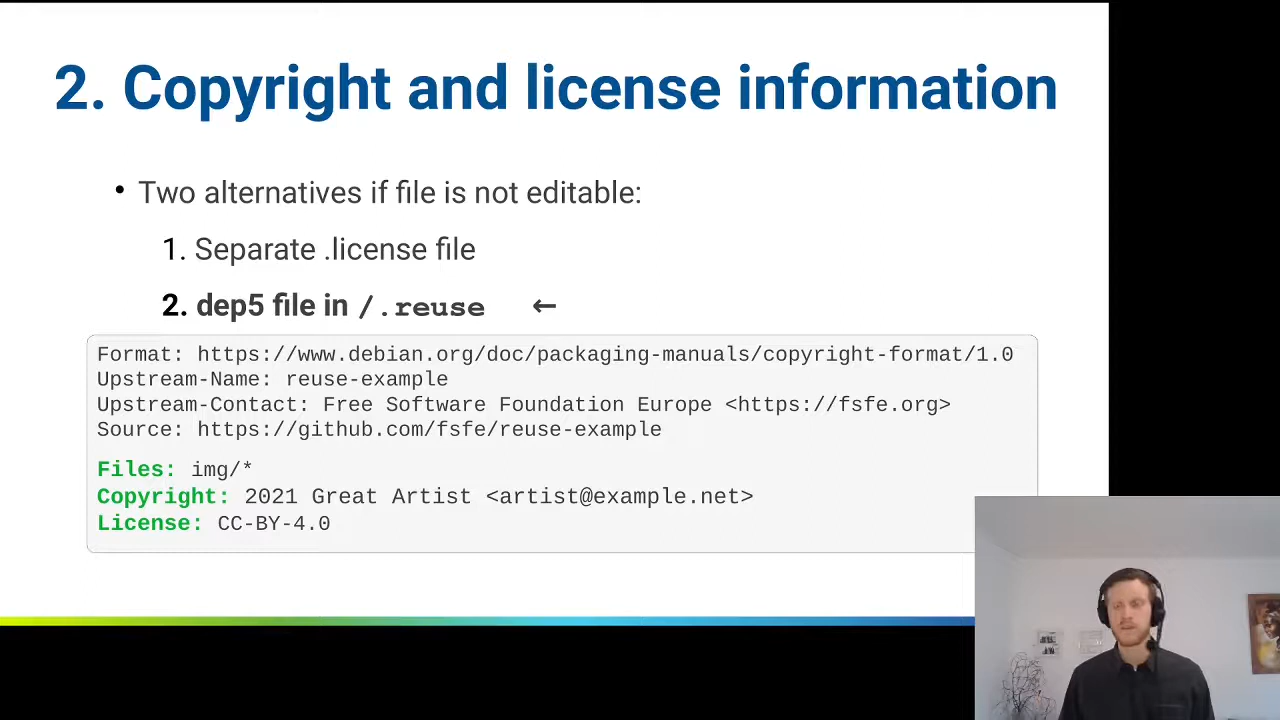 2. Copyright and license information
• Two alternatives if file is not editable:
1. Separate .license file
2. dep5 file in /.reuse ←
Format: https://www.debian.org/doc/packaging-manuals/copyright-format/1.0
Upstream-Name: reuse-example
Upstream-Contact: Free Software Foundation Europe <https://fsfe.org>
Source: https://github.com/fsfe/reuse-example
Files: img/*
Copyright: 2021 Great Artist <artist@example.net>
License: CC-BY-4.0